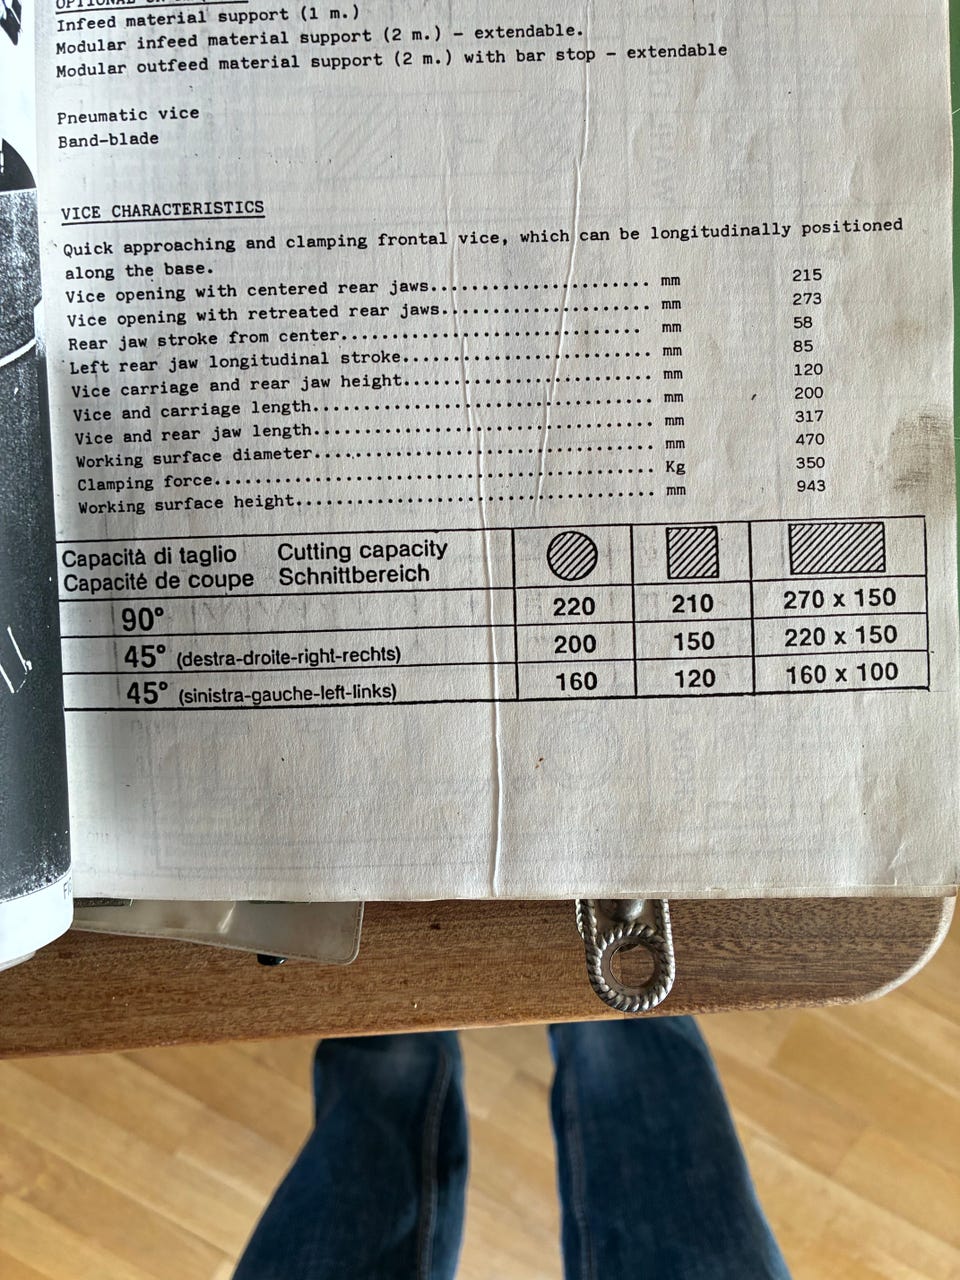 Infeed material support (1 m.)
Modular infeed material support (2 m.) - extendable.
Modular outfeed material support (2 m.) with bar stop - extendable
Pneumatic vice
Band-blade
VICE CHARACTERISTICS
Quick approaching and clamping frontal vice, which can be longitudinally positioned
along the base.
Vice opening with centered rear jaws............................ mm 215
Vice opening with retreated rear jaws........................... mm 273
Rear jaw stroke from center..................................... mm 58
Left rear jaw longitudinal stroke............................... mm 85
Vice carriage and rear jaw height............................... mm 120
Vice and carriage length........................................ mm 200
Vice and rear jaw length........................................ mm 317
Working surface diameter........................................ mm 470
Clamping force.................................................. Kg 350
Working surface height.......................................... mm 943
Capacità di taglio Cutting capacity
Capacité de coupe Schnittbereich
90° 220 210 270 x 150
45° (destra-droite-right-rechts) 200 150 220 x 150
45° (sinistra-gauche-left-links) 160 120 160 x 100